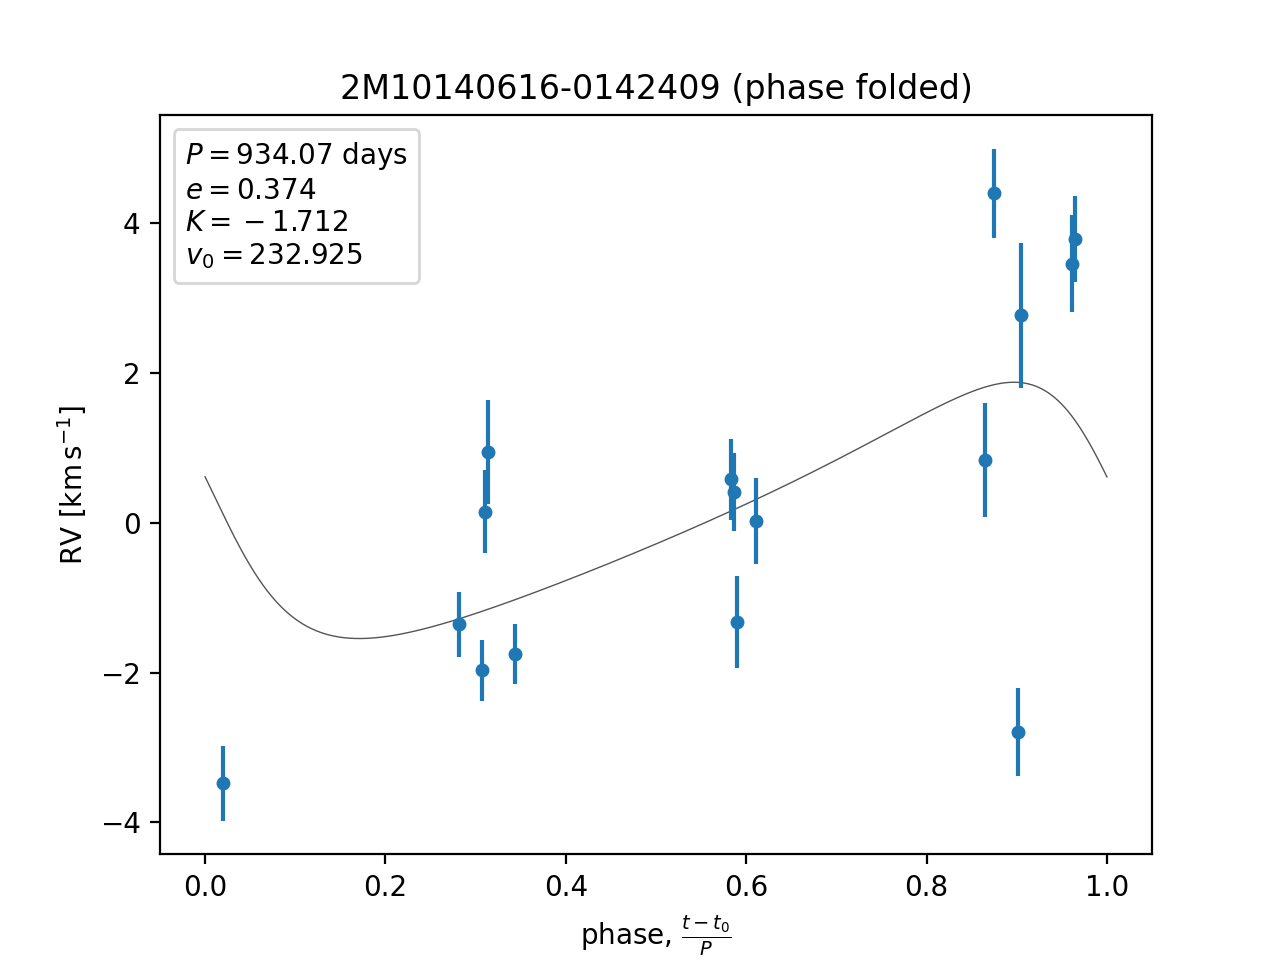 2M10140616-0142409 (phase folded)
P = 934.07 days
e = 0.374
K = −1.712
v₀ = 232.925
4
2
0
−2
−4
RV [km s⁻¹]
0.0 0.2 0.4 0.6 0.8 1.0
phase, (t − t₀)/P